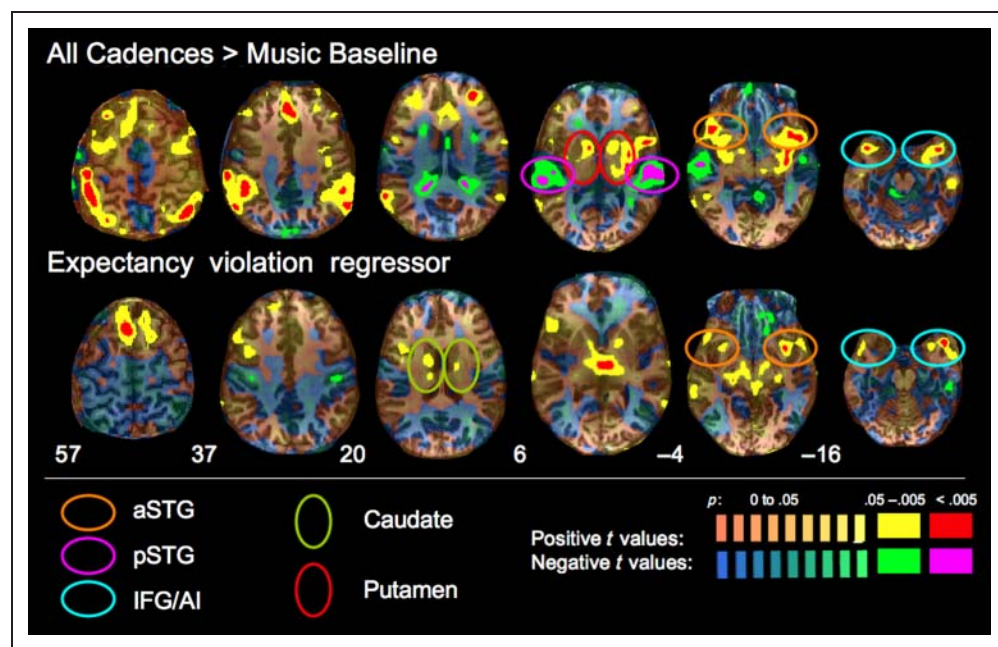 All Cadences > Music Baseline
Expectancy violation regressor
57 37 20 6 –4 –16
aSTG
pSTG
IFG/AI
Caudate
Putamen
p: 0 to .05 .05 –.005 < .005
Positive t values:
Negative t values: